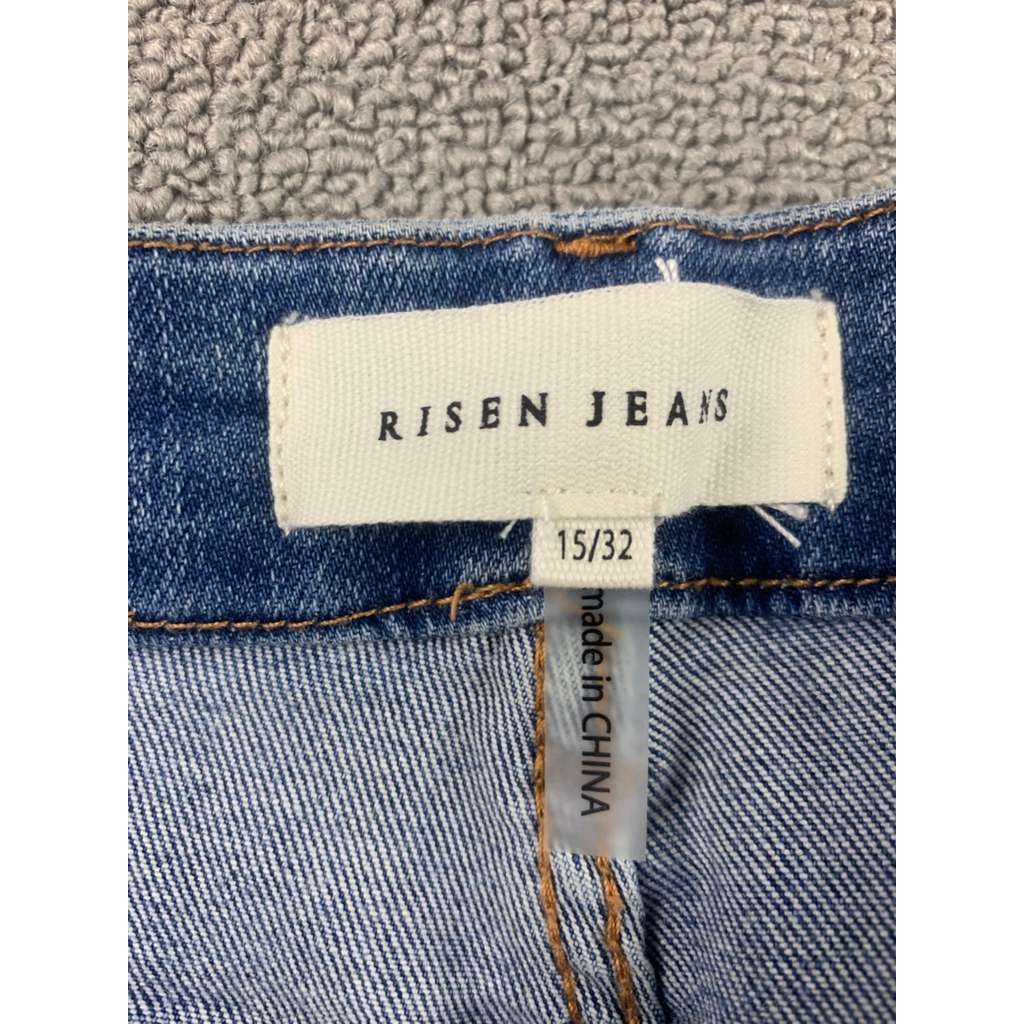 RISEN JEANS
15/32
made in CHINA